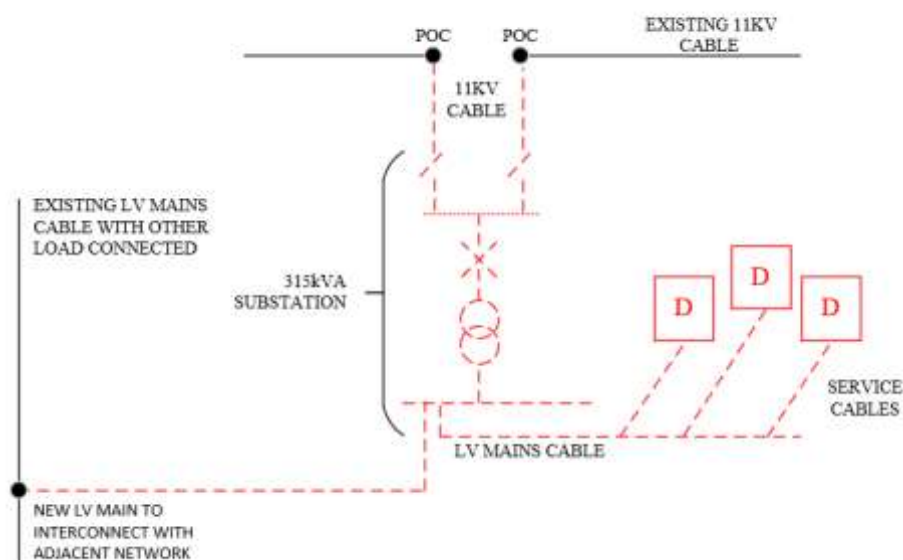 POC
POC
EXISTING 11KV
CABLE
11KV
CABLE
EXISTING LV MAINS
CABLE WITH OTHER
LOAD CONNECTED
315kVA
SUBSTATION
D
D
D
SERVICE
CABLES
LV MAINS CABLE
NEW LV MAIN TO
INTERCONNECT WITH
ADJACENT NETWORK